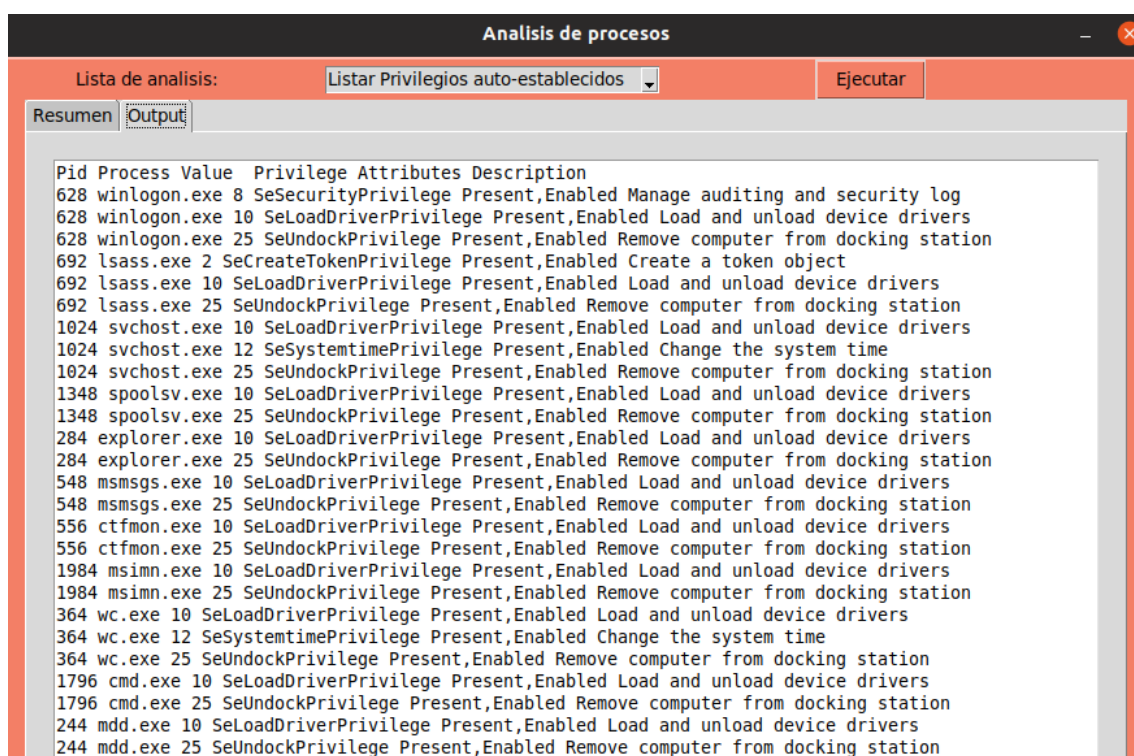 Analisis de procesos
Lista de analisis: Listar Privilegios auto-establecidos Ejecutar
Resumen Output
Pid Process Value  Privilege Attributes Description
628 winlogon.exe 8 SeSecurityPrivilege Present,Enabled Manage auditing and security log
628 winlogon.exe 10 SeLoadDriverPrivilege Present,Enabled Load and unload device drivers
628 winlogon.exe 25 SeUndockPrivilege Present,Enabled Remove computer from docking station
692 lsass.exe 2 SeCreateTokenPrivilege Present,Enabled Create a token object
692 lsass.exe 10 SeLoadDriverPrivilege Present,Enabled Load and unload device drivers
692 lsass.exe 25 SeUndockPrivilege Present,Enabled Remove computer from docking station
1024 svchost.exe 10 SeLoadDriverPrivilege Present,Enabled Load and unload device drivers
1024 svchost.exe 12 SeSystemtimePrivilege Present,Enabled Change the system time
1024 svchost.exe 25 SeUndockPrivilege Present,Enabled Remove computer from docking station
1348 spoolsv.exe 10 SeLoadDriverPrivilege Present,Enabled Load and unload device drivers
1348 spoolsv.exe 25 SeUndockPrivilege Present,Enabled Remove computer from docking station
284 explorer.exe 10 SeLoadDriverPrivilege Present,Enabled Load and unload device drivers
284 explorer.exe 25 SeUndockPrivilege Present,Enabled Remove computer from docking station
548 msmsgs.exe 10 SeLoadDriverPrivilege Present,Enabled Load and unload device drivers
548 msmsgs.exe 25 SeUndockPrivilege Present,Enabled Remove computer from docking station
556 ctfmon.exe 10 SeLoadDriverPrivilege Present,Enabled Load and unload device drivers
556 ctfmon.exe 25 SeUndockPrivilege Present,Enabled Remove computer from docking station
1984 msimn.exe 10 SeLoadDriverPrivilege Present,Enabled Load and unload device drivers
1984 msimn.exe 25 SeUndockPrivilege Present,Enabled Remove computer from docking station
364 wc.exe 10 SeLoadDriverPrivilege Present,Enabled Load and unload device drivers
364 wc.exe 12 SeSystemtimePrivilege Present,Enabled Change the system time
364 wc.exe 25 SeUndockPrivilege Present,Enabled Remove computer from docking station
1796 cmd.exe 10 SeLoadDriverPrivilege Present,Enabled Load and unload device drivers
1796 cmd.exe 25 SeUndockPrivilege Present,Enabled Remove computer from docking station
244 mdd.exe 10 SeLoadDriverPrivilege Present,Enabled Load and unload device drivers
244 mdd.exe 25 SeUndockPrivilege Present,Enabled Remove computer from docking station